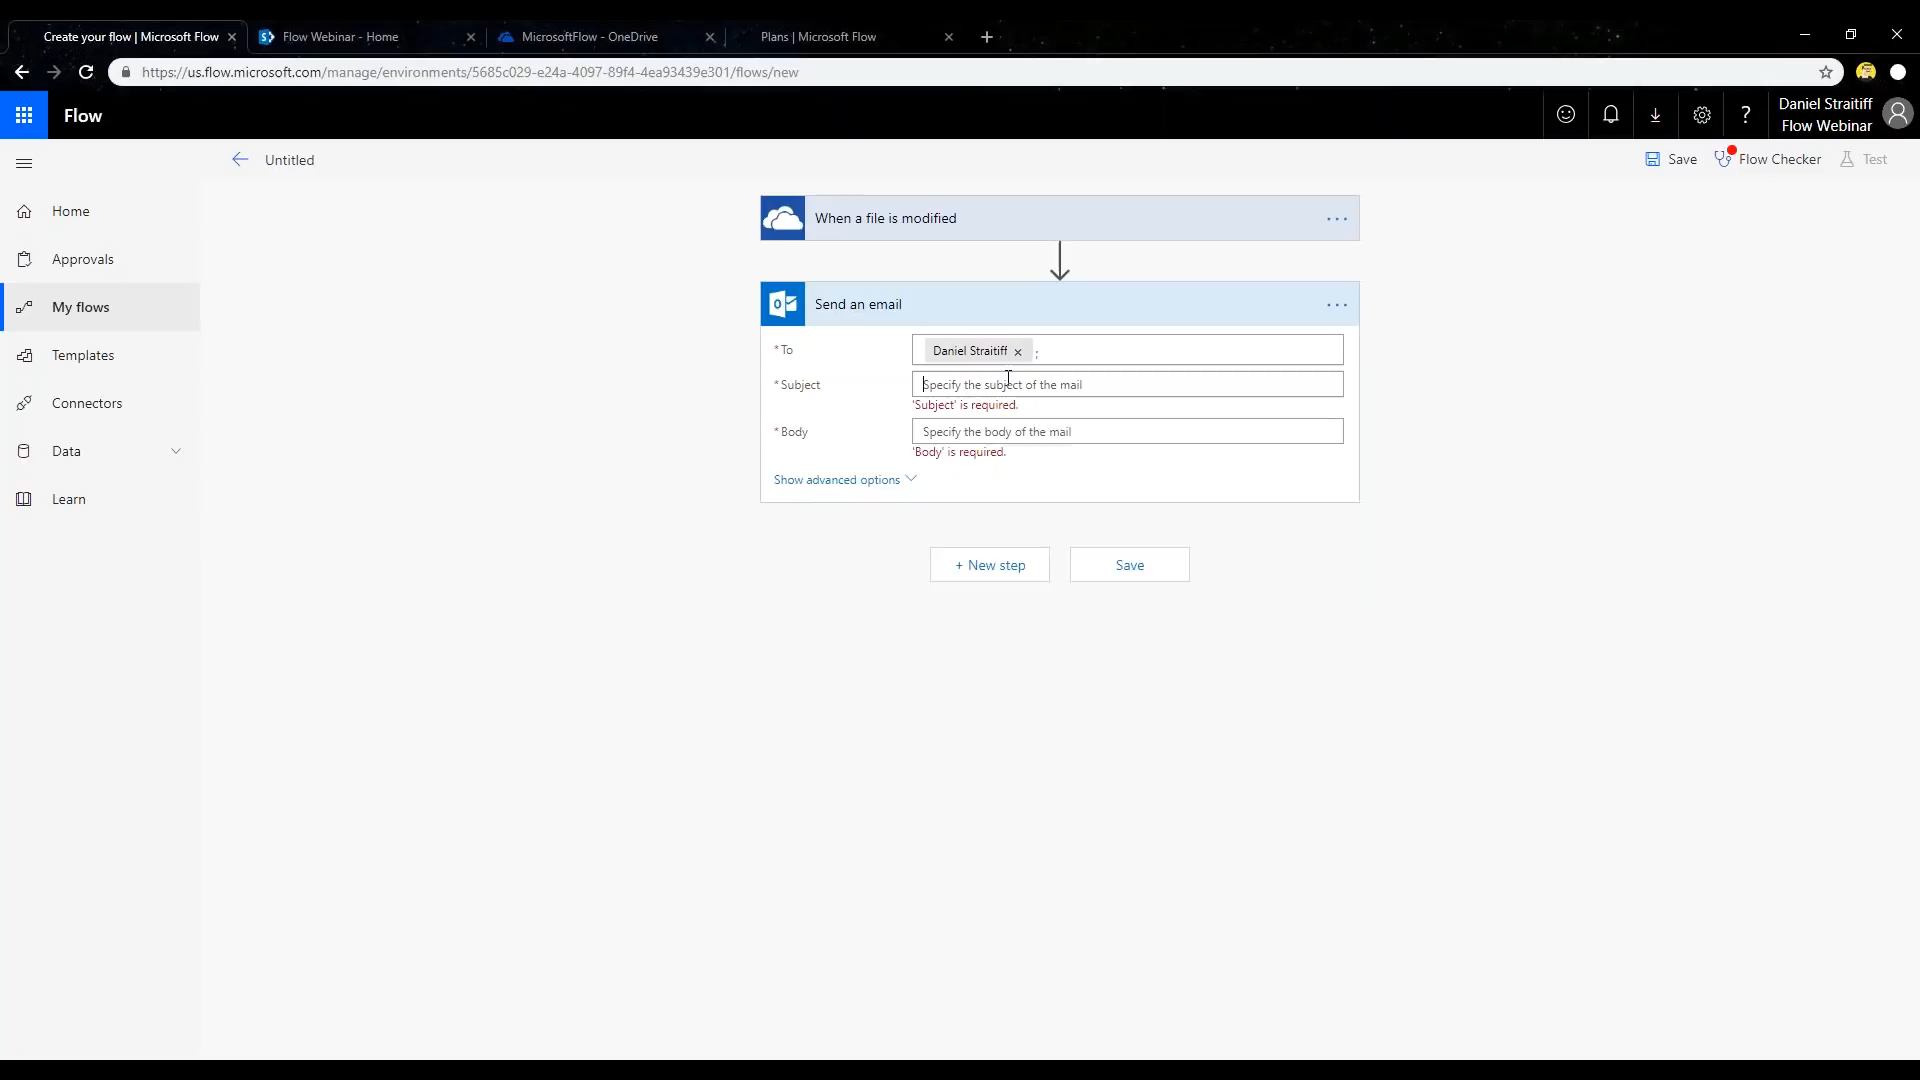 Create your flow | Microsoft Flow
Flow Webinar - Home
MicrosoftFlow - OneDrive
Plans | Microsoft Flow
https://us.flow.microsoft.com/manage/environments/5685c029-e24a-4097-89f4-4ea93439e301/flows/new
Flow
?
Daniel Straitiff
Flow Webinar
Untitled
Save
Flow Checker
Test
Home
Approvals
My flows
Templates
Connectors
Data
Learn
When a file is modified
Send an email
*To
Daniel Straitiff ;
*Subject
Specify the subject of the mail
'Subject' is required.
*Body
Specify the body of the mail
'Body' is required.
Show advanced options
+ New step
Save